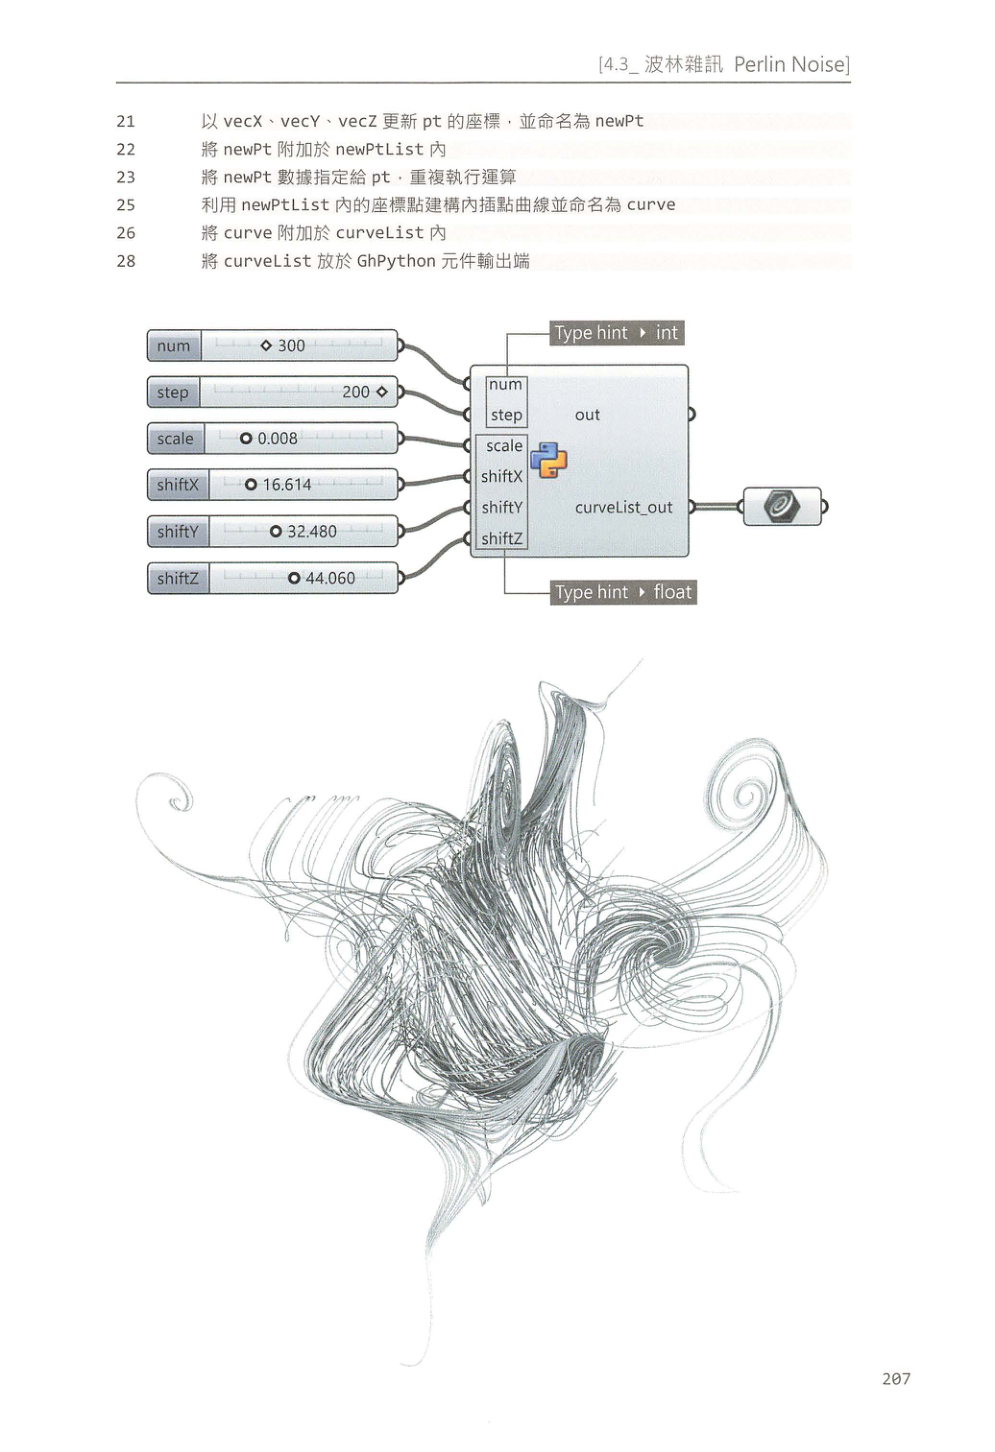 [4.3_ 波林雜訊 Perlin Noise]
21 以 vecX、vecY、vecZ 更新 pt 的座標，並命名為 newPt
22 將 newPt 附加於 newPtList 內
23 將 newPt 數據指定給 pt，重複執行運算
25 利用 newPtList 內的座標點建構內插點曲線並命名為 curve
26 將 curve 附加於 curveList 內
28 將 curveList 放於 GhPython 元件輸出端
Type hint ▸ int
num 300
step 200
scale 0.008
shiftX 16.614
shiftY 32.480
shiftZ 44.060
num
step
scale
shiftX
shiftY
shiftZ
out
curveList_out
Type hint ▸ float
207